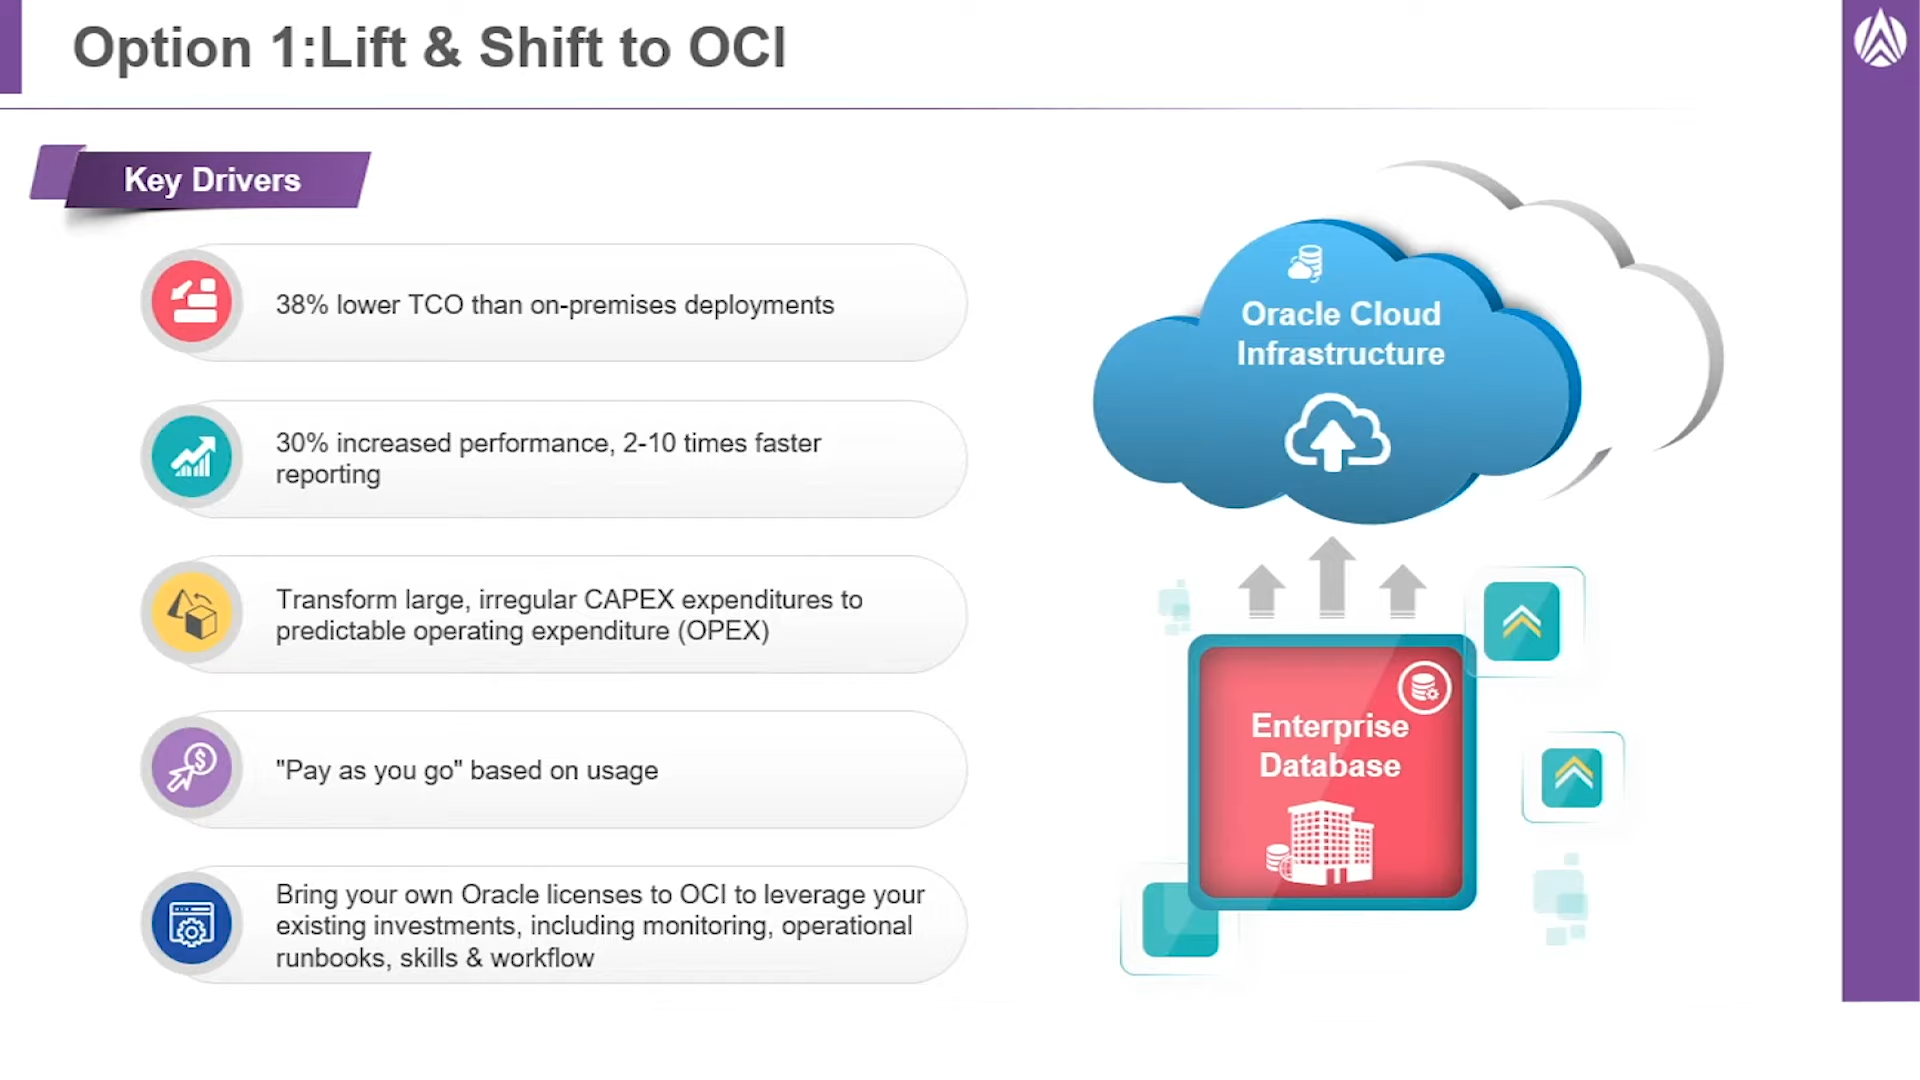 Option 1:Lift & Shift to OCI
Key Drivers
38% lower TCO than on-premises deployments
30% increased performance, 2-10 times faster
reporting
Transform large, irregular CAPEX expenditures to
predictable operating expenditure (OPEX)
"Pay as you go" based on usage
Bring your own Oracle licenses to OCI to leverage your
existing investments, including monitoring, operational
runbooks, skills & workflow
Oracle Cloud
Infrastructure
Enterprise
Database